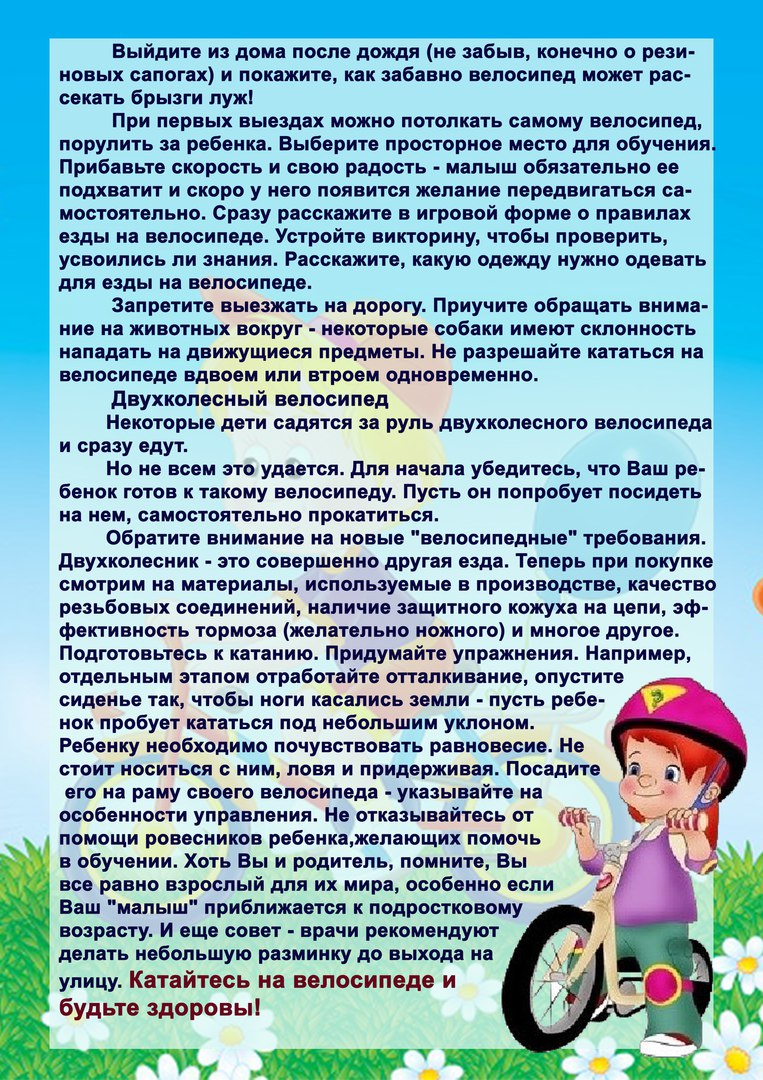 Выйдите из дома после дождя (не забыв, конечно о рези-
новых сапогах) и покажите, как забавно велосипед может рас-
секать брызги луж!
При первых выездах можно потолкать самому велосипед,
порулить за ребенка. Выберите просторное место для обучения.
Прибавьте скорость и свою радость - малыш обязательно ее
подхватит и скоро у него появится желание передвигаться са-
мостоятельно. Сразу расскажите в игровой форме о правилах
езды на велосипеде. Устройте викторину, чтобы проверить,
усвоились ли знания. Расскажите, какую одежду нужно одевать
для езды на велосипеде.
Запретите выезжать на дорогу. Приучите обращать внима-
ние на животных вокруг - некоторые собаки имеют склонность
нападать на движущиеся предметы. Не разрешайте кататься на
велосипеде вдвоем или втроем одновременно.
Двухколесный велосипед
Некоторые дети садятся за руль двухколесного велосипеда
и сразу едут.
Но не всем это удается. Для начала убедитесь, что Ваш ре-
бенок готов к такому велосипеду. Пусть он попробует посидеть
на нем, самостоятельно прокатиться.
Обратите внимание на новые "велосипедные" требования.
Двухколесник - это совершенно другая езда. Теперь при покупке
смотрим на материалы, используемые в производстве, качество
резьбовых соединений, наличие защитного кожуха на цепи, эф-
фективность тормоза (желательно ножного) и многое другое.
Подготовьтесь к катанию. Придумайте упражнения. Например,
отдельным этапом отработайте отталкивание, опустите
сиденье так, чтобы ноги касались земли - пусть ребе-
нок пробует кататься под небольшим уклоном.
Ребенку необходимо почувствовать равновесие. Не
стоит носиться с ним, ловя и придерживая. Посадите
его на раму своего велосипеда - указывайте на
особенности управления. Не отказывайтесь от
помощи ровесников ребенка,желающих помочь
в обучении. Хоть Вы и родитель, помните, Вы
все равно взрослый для их мира, особенно если
Ваш "малыш" приближается к подростковому
возрасту. И еще совет - врачи рекомендуют
делать небольшую разминку до выхода на
улицу. Катайтесь на велосипеде и
будьте здоровы!